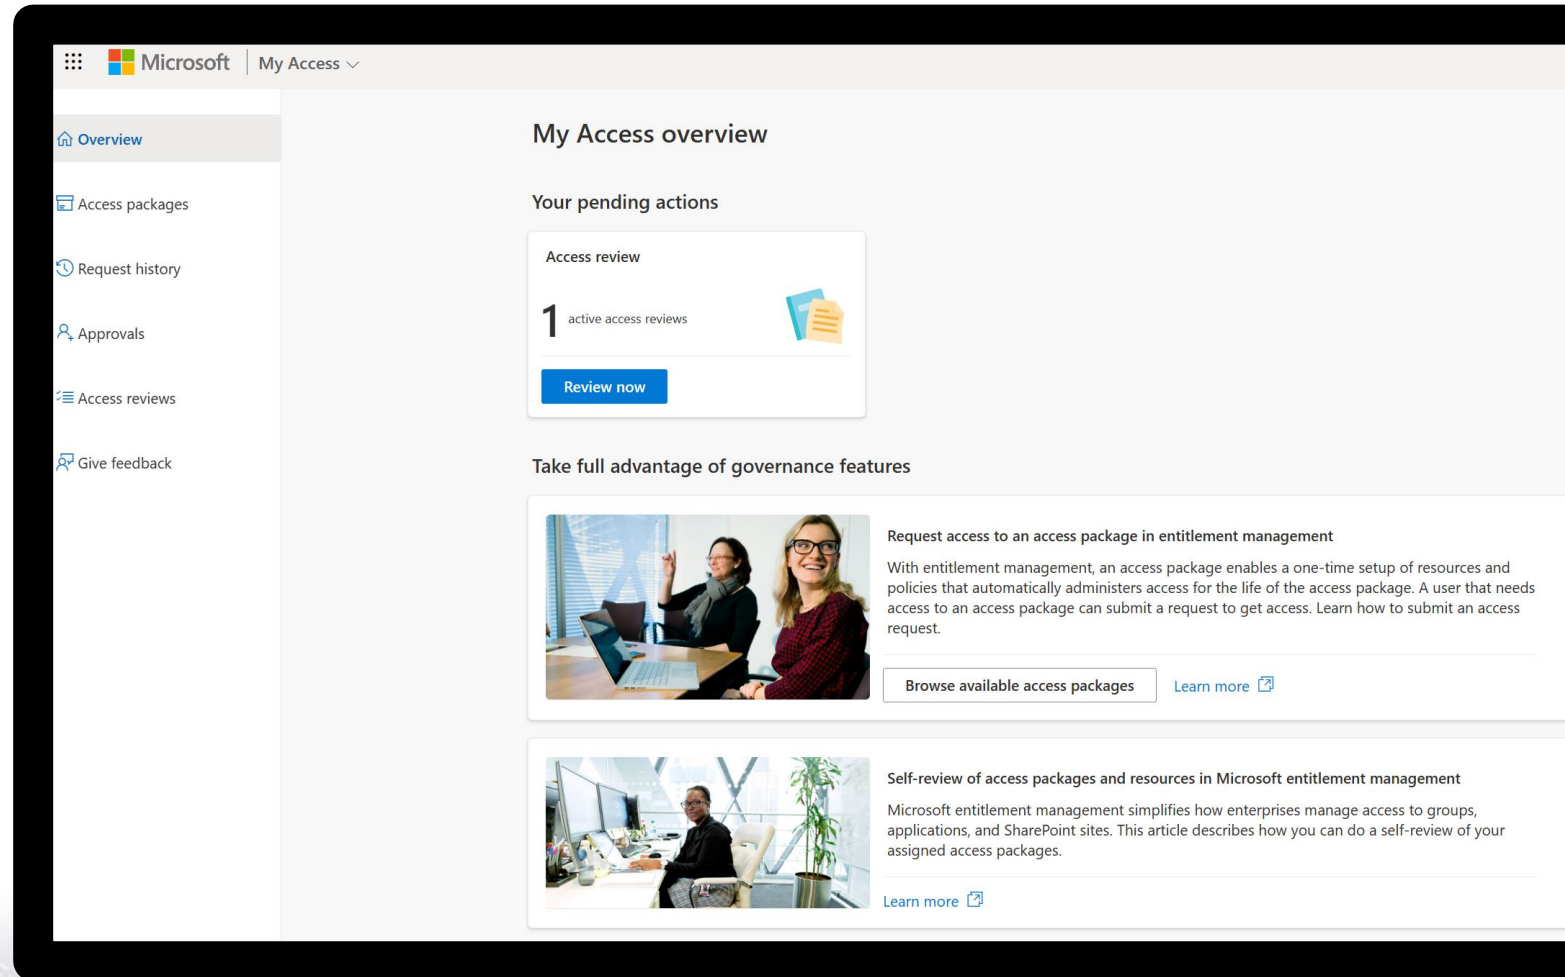 Microsoft | My Access
Overview
Access packages
Request history
Approvals
Access reviews
Give feedback
My Access overview
Your pending actions
Access review
1 active access reviews
Review now
Take full advantage of governance features
Request access to an access package in entitlement management
With entitlement management, an access package enables a one-time setup of resources and
policies that automatically administers access for the life of the access package. A user that needs
access to an access package can submit a request to get access. Learn how to submit an access
request.
Browse available access packages
Learn more
Self-review of access packages and resources in Microsoft entitlement management
Microsoft entitlement management simplifies how enterprises manage access to groups,
applications, and SharePoint sites. This article describes how you can do a self-review of your
assigned access packages.
Learn more